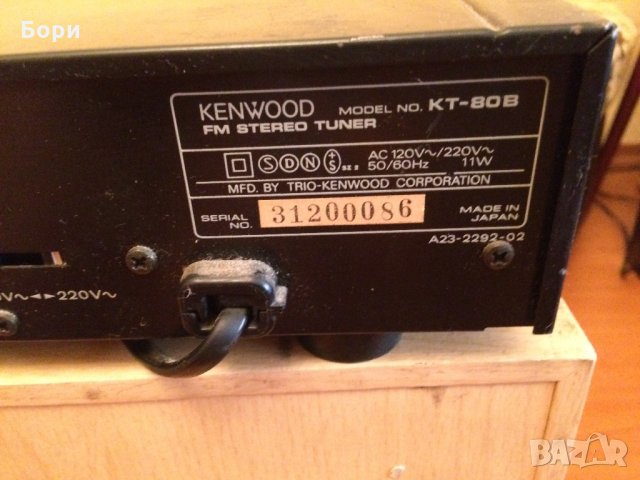 Бори
KENWOOD MODEL NO. KT-80B
FM STEREO TUNER
S D N S AC 120V~/220V~
50/60Hz 11W
MFD. BY TRIO-KENWOOD CORPORATION
SERIAL NO. 31200086 MADE IN JAPAN
A23-2292-02
V~ ◄► 220V~
BAZAR